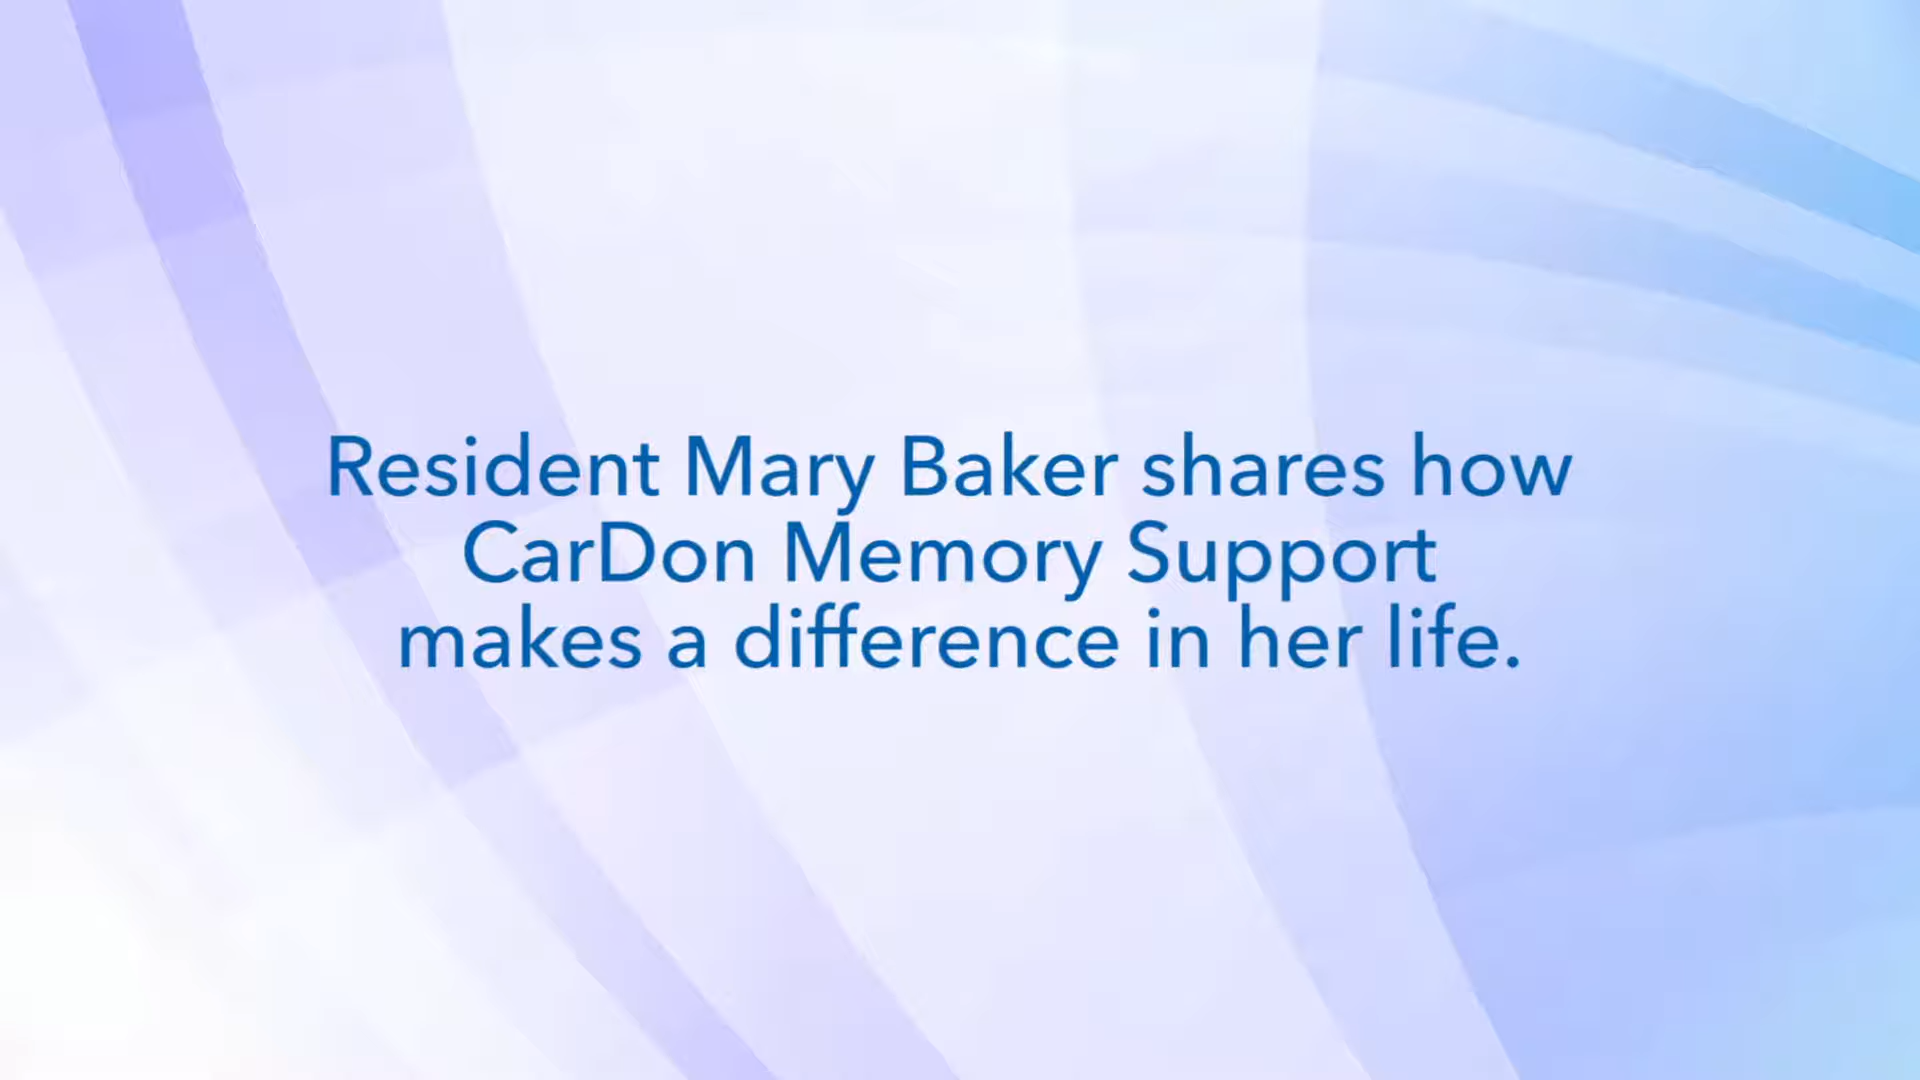 Resident Mary Baker shares how
CarDon Memory Support
makes a difference in her life.